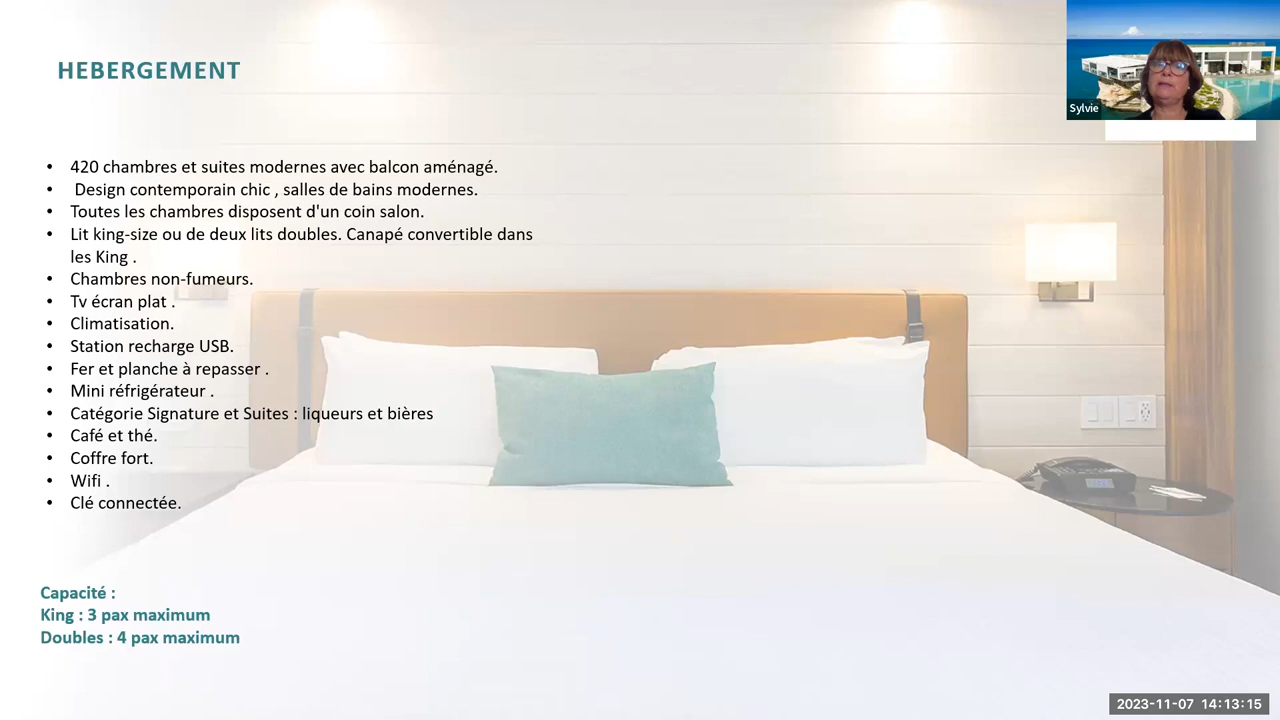 HEBERGEMENT
Sylvie
• 420 chambres et suites modernes avec balcon aménagé.
• Design contemporain chic , salles de bains modernes.
• Toutes les chambres disposent d'un coin salon.
• Lit king-size ou de deux lits doubles. Canapé convertible dans
les King .
• Chambres non-fumeurs.
• Tv écran plat .
• Climatisation.
• Station recharge USB.
• Fer et planche à repasser .
• Mini réfrigérateur .
• Catégorie Signature et Suites : liqueurs et bières
• Café et thé.
• Coffre fort.
• Wifi .
• Clé connectée.
Capacité :
King : 3 pax maximum
Doubles : 4 pax maximum
2023-11-07 14:13:15